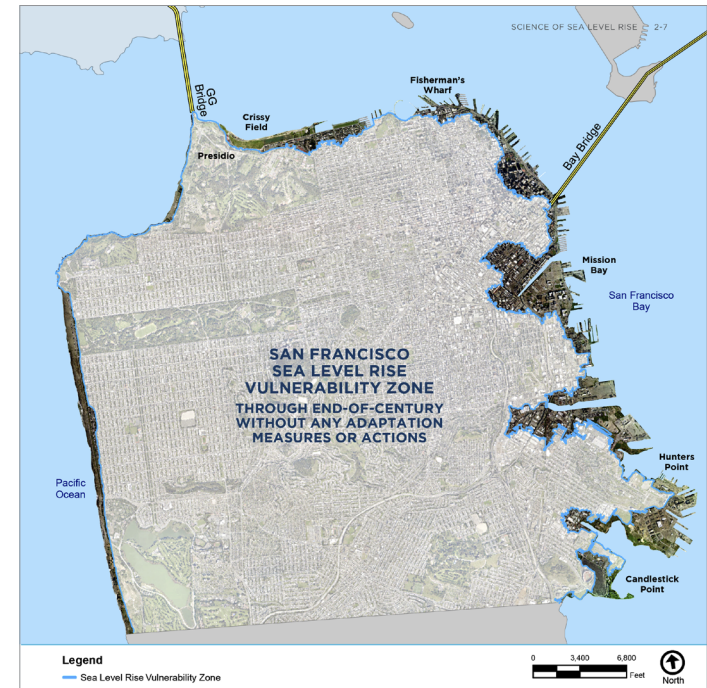 SCIENCE OF SEA LEVEL RISE 2-7
GG
Bridge
Fisherman's
Wharf
Crissy
Field
Presidio
Bay Bridge
Mission
Bay
San Francisco
Bay
SAN FRANCISCO
SEA LEVEL RISE
VULNERABILITY ZONE
THROUGH END-OF-CENTURY
WITHOUT ANY ADAPTATION
MEASURES OR ACTIONS
Hunters
Point
Pacific
Ocean
Candlestick
Point
Legend
Sea Level Rise Vulnerability Zone
0 3,400 6,800
Feet
North